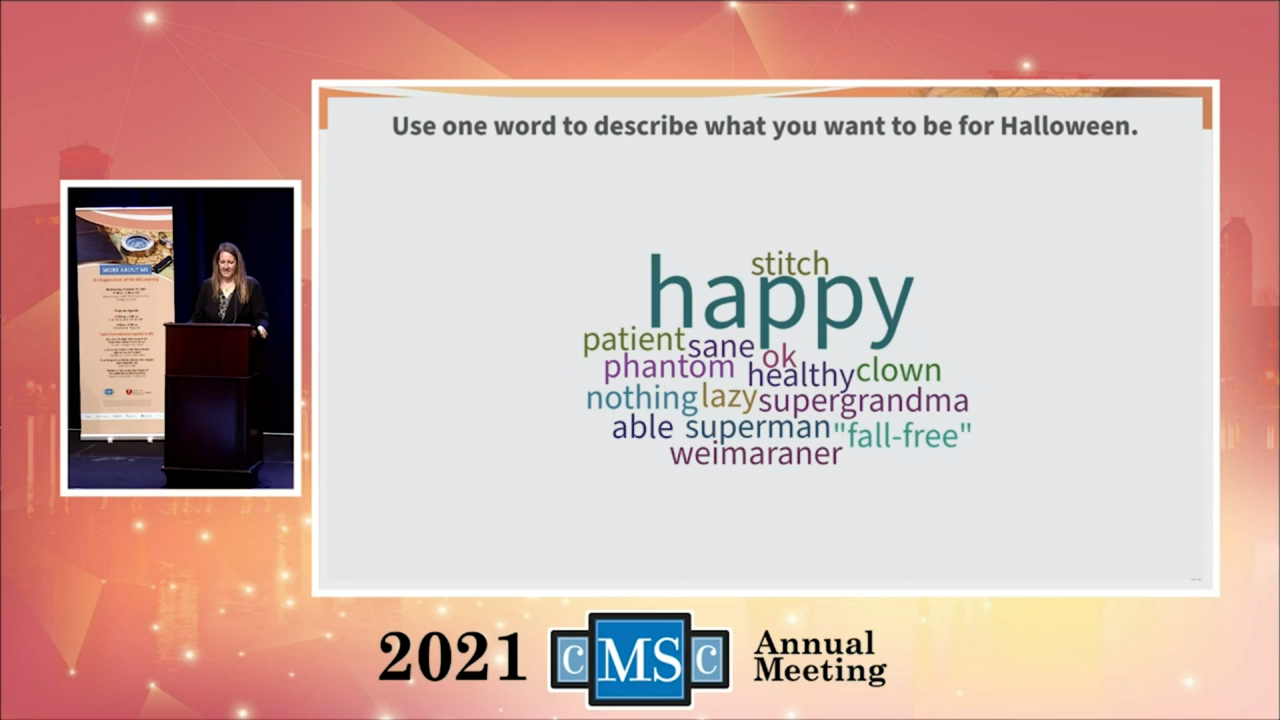 Use one word to describe what you want to be for Halloween.
stitch
happy
patient sane ok
phantom healthy clown
nothing lazy supergrandma
able superman "fall-free"
weimaraner
MORE ABOUT MS
2021 CMSC Annual
Meeting